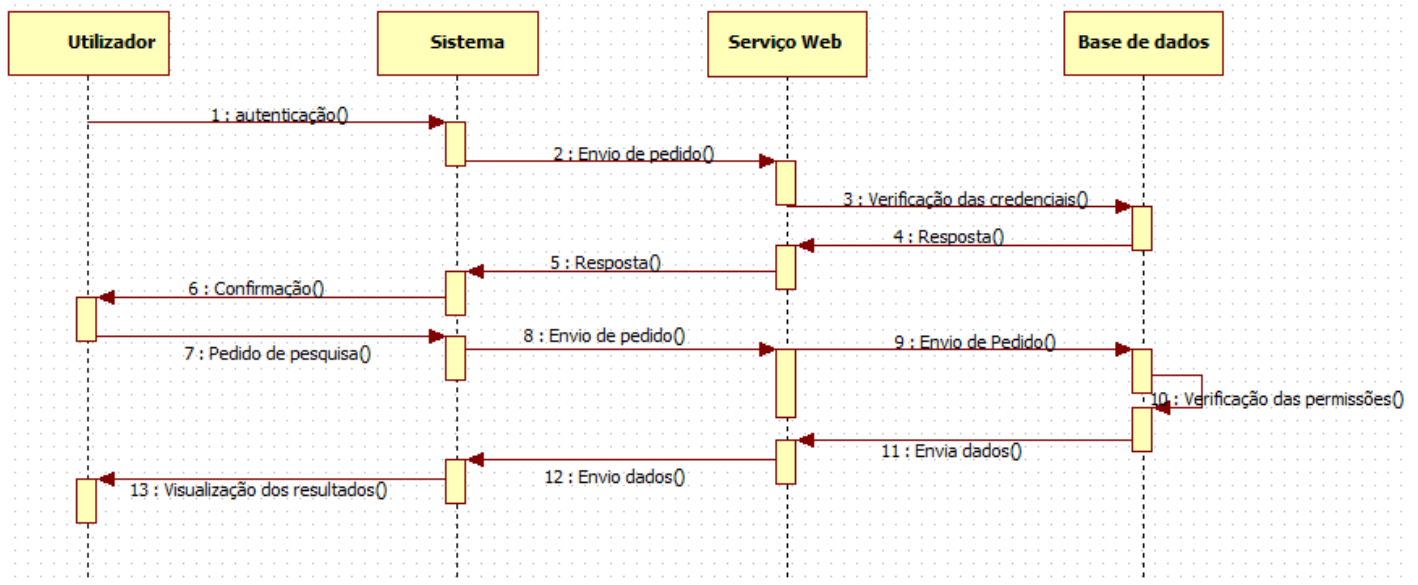 Utilizador
Sistema
Serviço Web
Base de dados
1 : autenticação()
2 : Envio de pedido()
3 : Verificação das credenciais()
4 : Resposta()
5 : Resposta()
6 : Confirmação()
7 : Pedido de pesquisa()
8 : Envio de pedido()
9 : Envio de Pedido()
10 : Verificação das permissões()
11 : Envia dados()
12 : Envio dados()
13 : Visualização dos resultados()